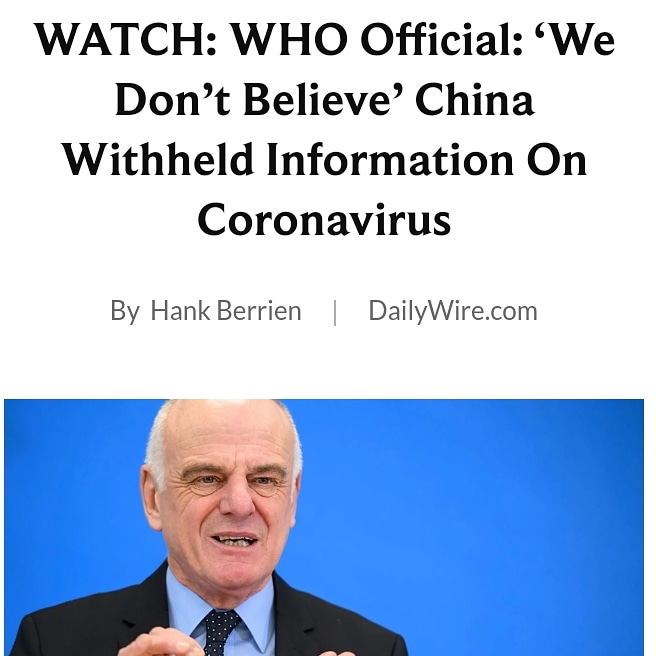 WATCH: WHO Official: ‘We
Don’t Believe’ China
Withheld Information On
Coronavirus
By Hank Berrien | DailyWire.com